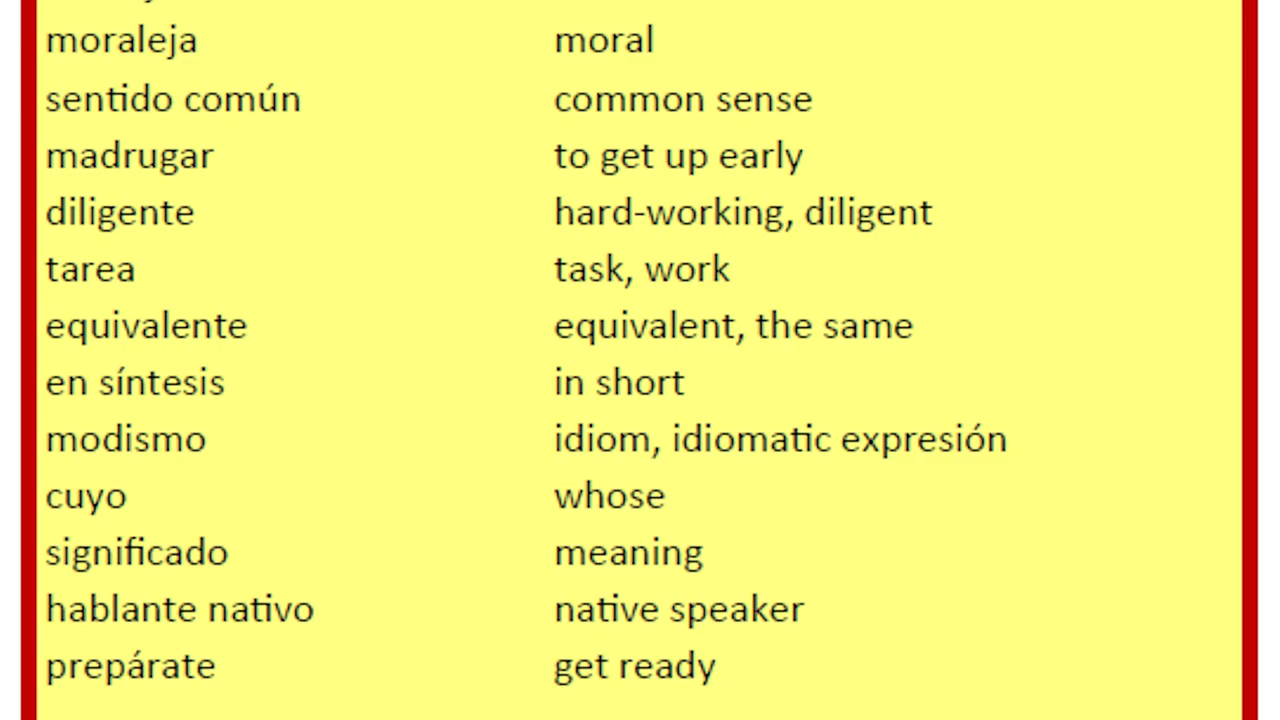 moraleja moral
sentido común common sense
madrugar to get up early
diligente hard-working, diligent
tarea task, work
equivalente equivalent, the same
en síntesis in short
modismo idiom, idiomatic expresión
cuyo whose
significado meaning
hablante nativo native speaker
prepárate get ready